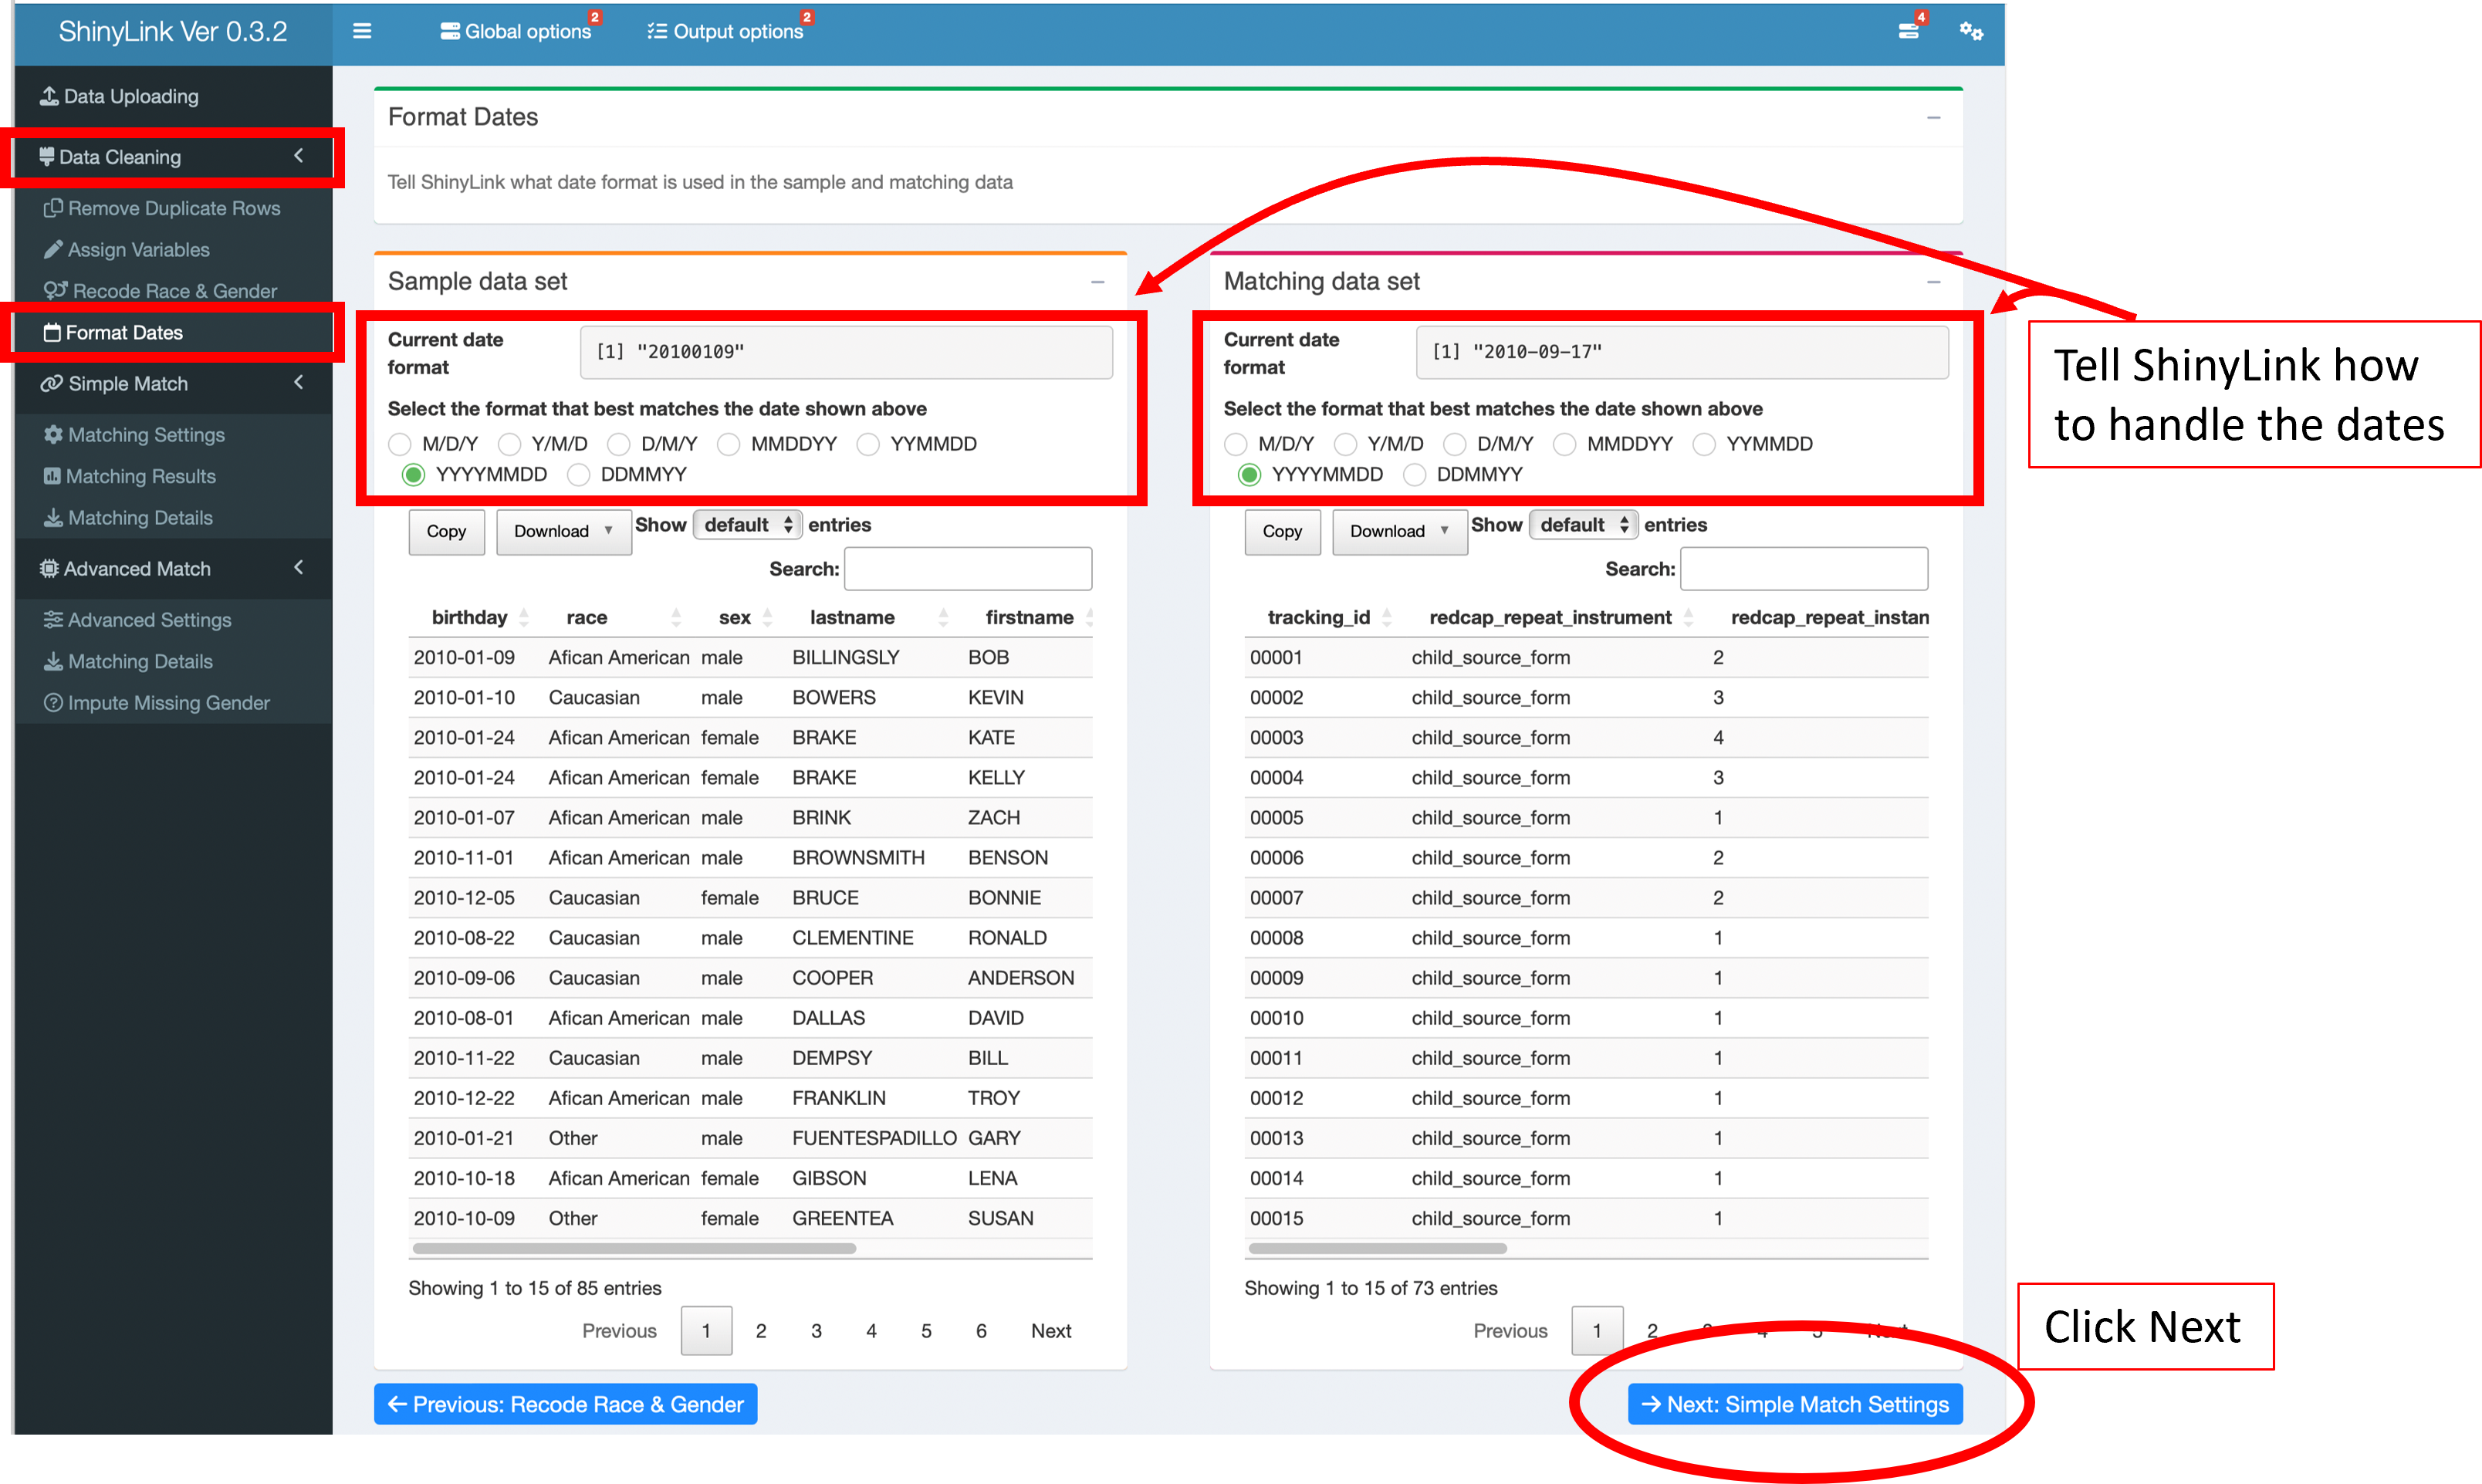 ShinyLink Ver 0.3.2
Global options 2
Output options 2
4
Data Uploading
Data Cleaning
Remove Duplicate Rows
Assign Variables
Recode Race & Gender
Format Dates
Simple Match
Matching Settings
Matching Results
Matching Details
Advanced Match
Advanced Settings
Matching Details
Impute Missing Gender
Format Dates
Tell ShinyLink what date format is used in the sample and matching data
Sample data set
Current date
format
[1] "20100109"
Select the format that best matches the date shown above
M/D/Y Y/M/D D/M/Y MMDDYY YYMMDD
YYYYMMDD DDMMYY
Copy Download Show default entries
Search:
birthday race sex lastname firstname
2010-01-09 Afican American male BILLINGSLY BOB
2010-01-10 Caucasian male BOWERS KEVIN
2010-01-24 Afican American female BRAKE KATE
2010-01-24 Afican American female BRAKE KELLY
2010-01-07 Afican American male BRINK ZACH
2010-11-01 Afican American male BROWNSMITH BENSON
2010-12-05 Caucasian female BRUCE BONNIE
2010-08-22 Caucasian male CLEMENTINE RONALD
2010-09-06 Caucasian male COOPER ANDERSON
2010-08-01 Afican American male DALLAS DAVID
2010-11-22 Caucasian male DEMPSY BILL
2010-12-22 Afican American male FRANKLIN TROY
2010-01-21 Other male FUENTESPADILLO GARY
2010-10-18 Afican American female GIBSON LENA
2010-10-09 Other female GREENTEA SUSAN
Showing 1 to 15 of 85 entries
Previous 1 2 3 4 5 6 Next
Previous: Recode Race & Gender
Matching data set
Current date
format
[1] "2010-09-17"
Select the format that best matches the date shown above
M/D/Y Y/M/D D/M/Y MMDDYY YYMMDD
YYYYMMDD DDMMYY
Copy Download Show default entries
Search:
tracking_id redcap_repeat_instrument redcap_repeat_instan
00001 child_source_form 2
00002 child_source_form 3
00003 child_source_form 4
00004 child_source_form 3
00005 child_source_form 1
00006 child_source_form 2
00007 child_source_form 2
00008 child_source_form 1
00009 child_source_form 1
00010 child_source_form 1
00011 child_source_form 1
00012 child_source_form 1
00013 child_source_form 1
00014 child_source_form 1
00015 child_source_form 1
Showing 1 to 15 of 73 entries
Previous 1 2 3 4 5 Next
Next: Simple Match Settings
Tell ShinyLink how
to handle the dates
Click Next